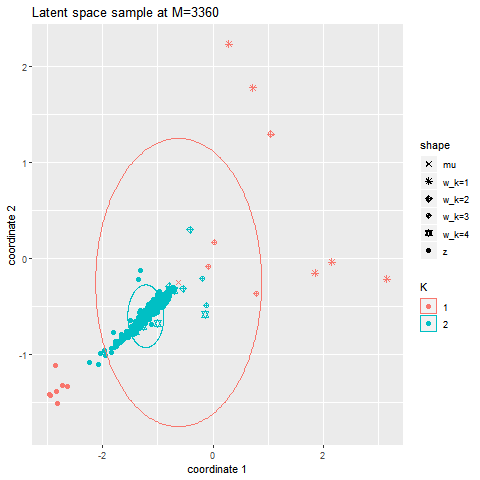 Latent space sample at M=3360
2
1
0
-1
-2
0
2
coordinate 1
coordinate 2
shape
mu
w_k=1
w_k=2
w_k=3
w_k=4
z
K
1
2